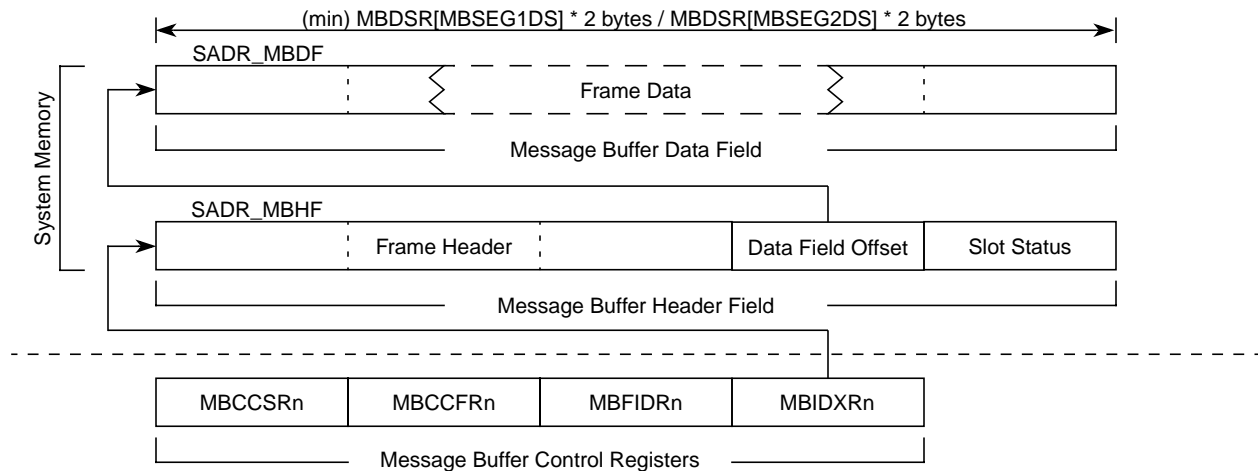 (min) MBDSR[MBSEG1DS] * 2 bytes / MBDSR[MBSEG2DS] * 2 bytes
SADR_MBDF
Frame Data
Message Buffer Data Field
System Memory
SADR_MBHF
Frame Header
Data Field Offset
Slot Status
Message Buffer Header Field
MBCCSRn
MBCCFRn
MBFIDRn
MBIDXRn
Message Buffer Control Registers